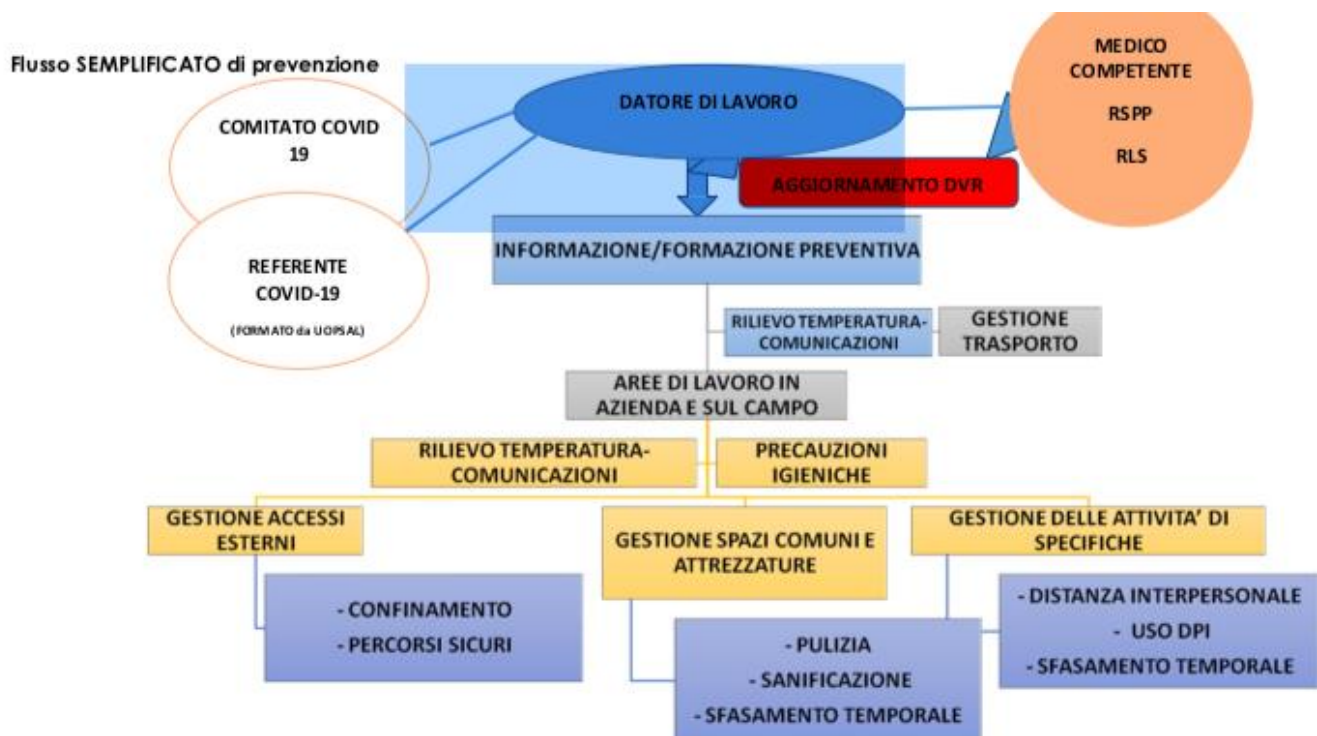 Flusso SEMPLIFICATO di prevenzione
COMITATO COVID
19
REFERENTE
COVID-19
(FORMATO da UOPSAL)
DATORE DI LAVORO
MEDICO
COMPETENTE
RSPP
RLS
AGGIORNAMENTO DVR
INFORMAZIONE/FORMAZIONE PREVENTIVA
RILIEVO TEMPERATURA-
COMUNICAZIONI
GESTIONE
TRASPORTO
AREE DI LAVORO IN
AZIENDA E SUL CAMPO
RILIEVO TEMPERATURA-
COMUNICAZIONI
PRECAUZIONI
IGIENICHE
GESTIONE ACCESSI
ESTERNI
- CONFINAMENTO
- PERCORSI SICURI
GESTIONE SPAZI COMUNI E
ATTREZZATURE
- PULIZIA
- SANIFICAZIONE
- SFASAMENTO TEMPORALE
GESTIONE DELLE ATTIVITA' DI
SPECIFICHE
- DISTANZA INTERPERSONALE
- USO DPI
- SFASAMENTO TEMPORALE